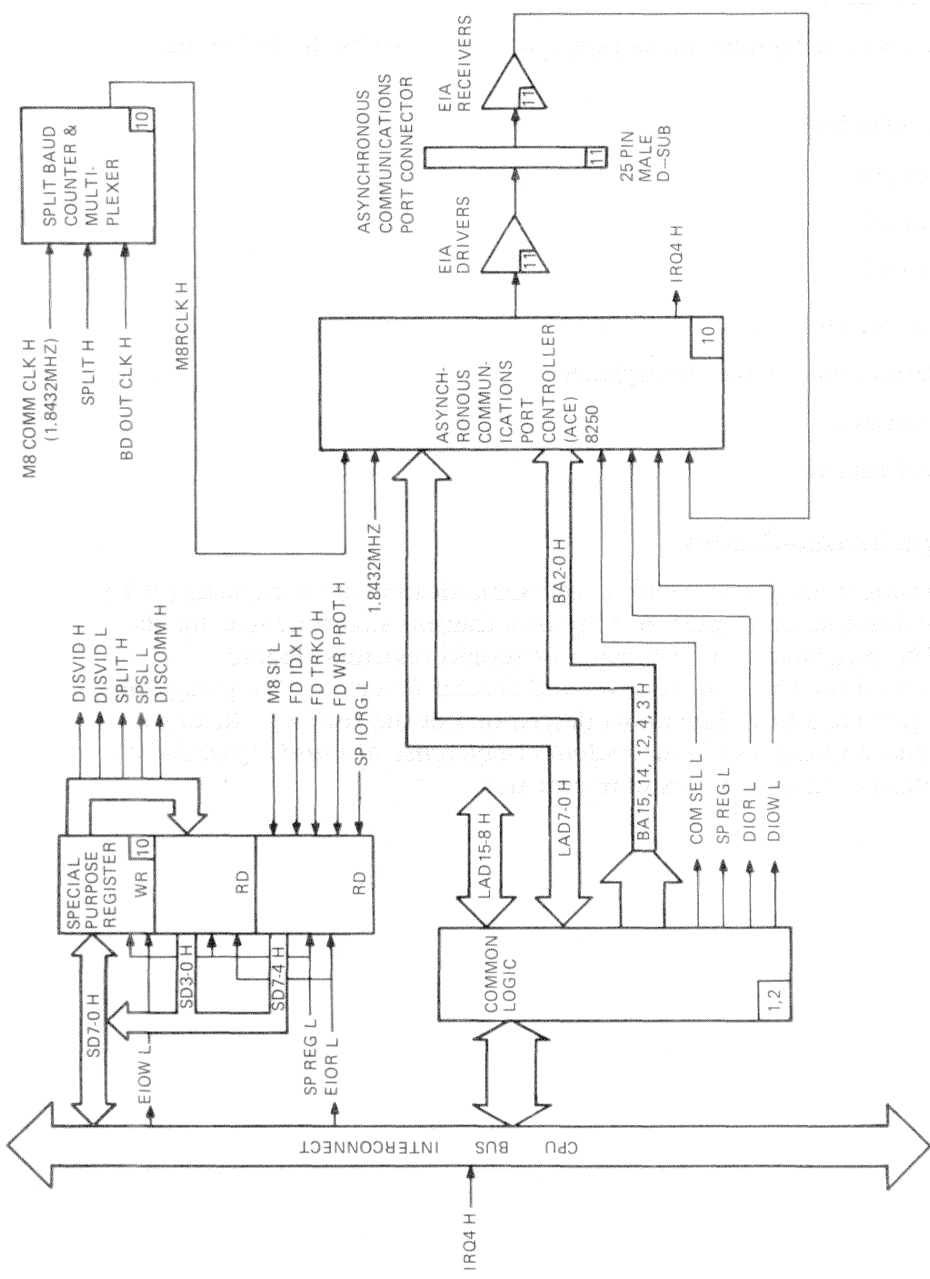 M8 COMM CLK H
(1.8432MHZ)
SPLIT H
BD OUT CLK H
SPLIT BAUD
COUNTER &
MULTI-
PLEXER
10
M8RCLK H
ASYNCHRONOUS
COMMUNICATIONS
PORT CONNECTOR
EIA
DRIVERS
11
11
25 PIN
MALE
D-SUB
EIA
RECEIVERS
11
IRQ4 H
ASYNCH-
RONOUS
COMMUN-
ICATIONS
PORT
CONTROLLER
(ACE)
8250
10
1.8432MHZ
BA2-0 H
DISVID H
DISVID L
SPLIT H
SPSL L
DISCOMM H
M8 SI L
FD IDX H
FD TRKO H
FD WR PROT H
SP IORG L
SPECIAL
PURPOSE
REGISTER
10
WR
RD
RD
SD7-0 H
SD3-0 H
SD7-4 H
EIOW L
SP REG L
EIOR L
LAD15-8 H
LAD7-0 H
BA15, 14, 12, 4, 3 H
COM SEL L
SP REG L
DIOR L
DIOW L
COMMON
LOGIC
1,2
CPU BUS INTERCONNECT
IRQ4 H